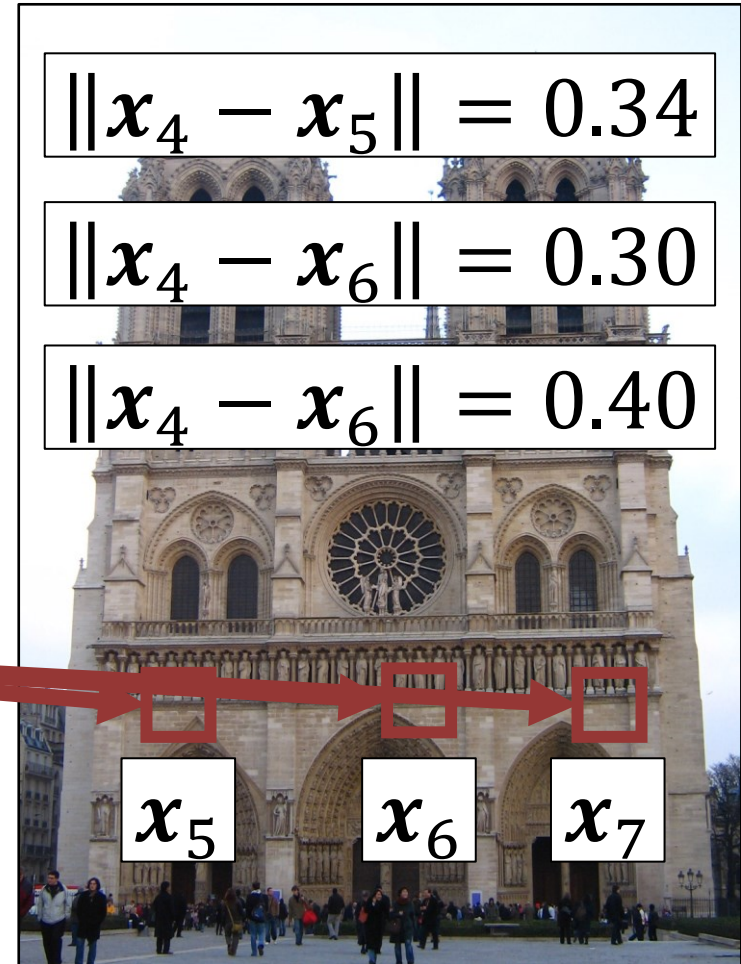 ‖𝒙₄ − 𝒙₅‖ = 0.34
‖𝒙₄ − 𝒙₆‖ = 0.30
‖𝒙₄ − 𝒙₆‖ = 0.40
𝒙₅ 𝒙₆ 𝒙₇